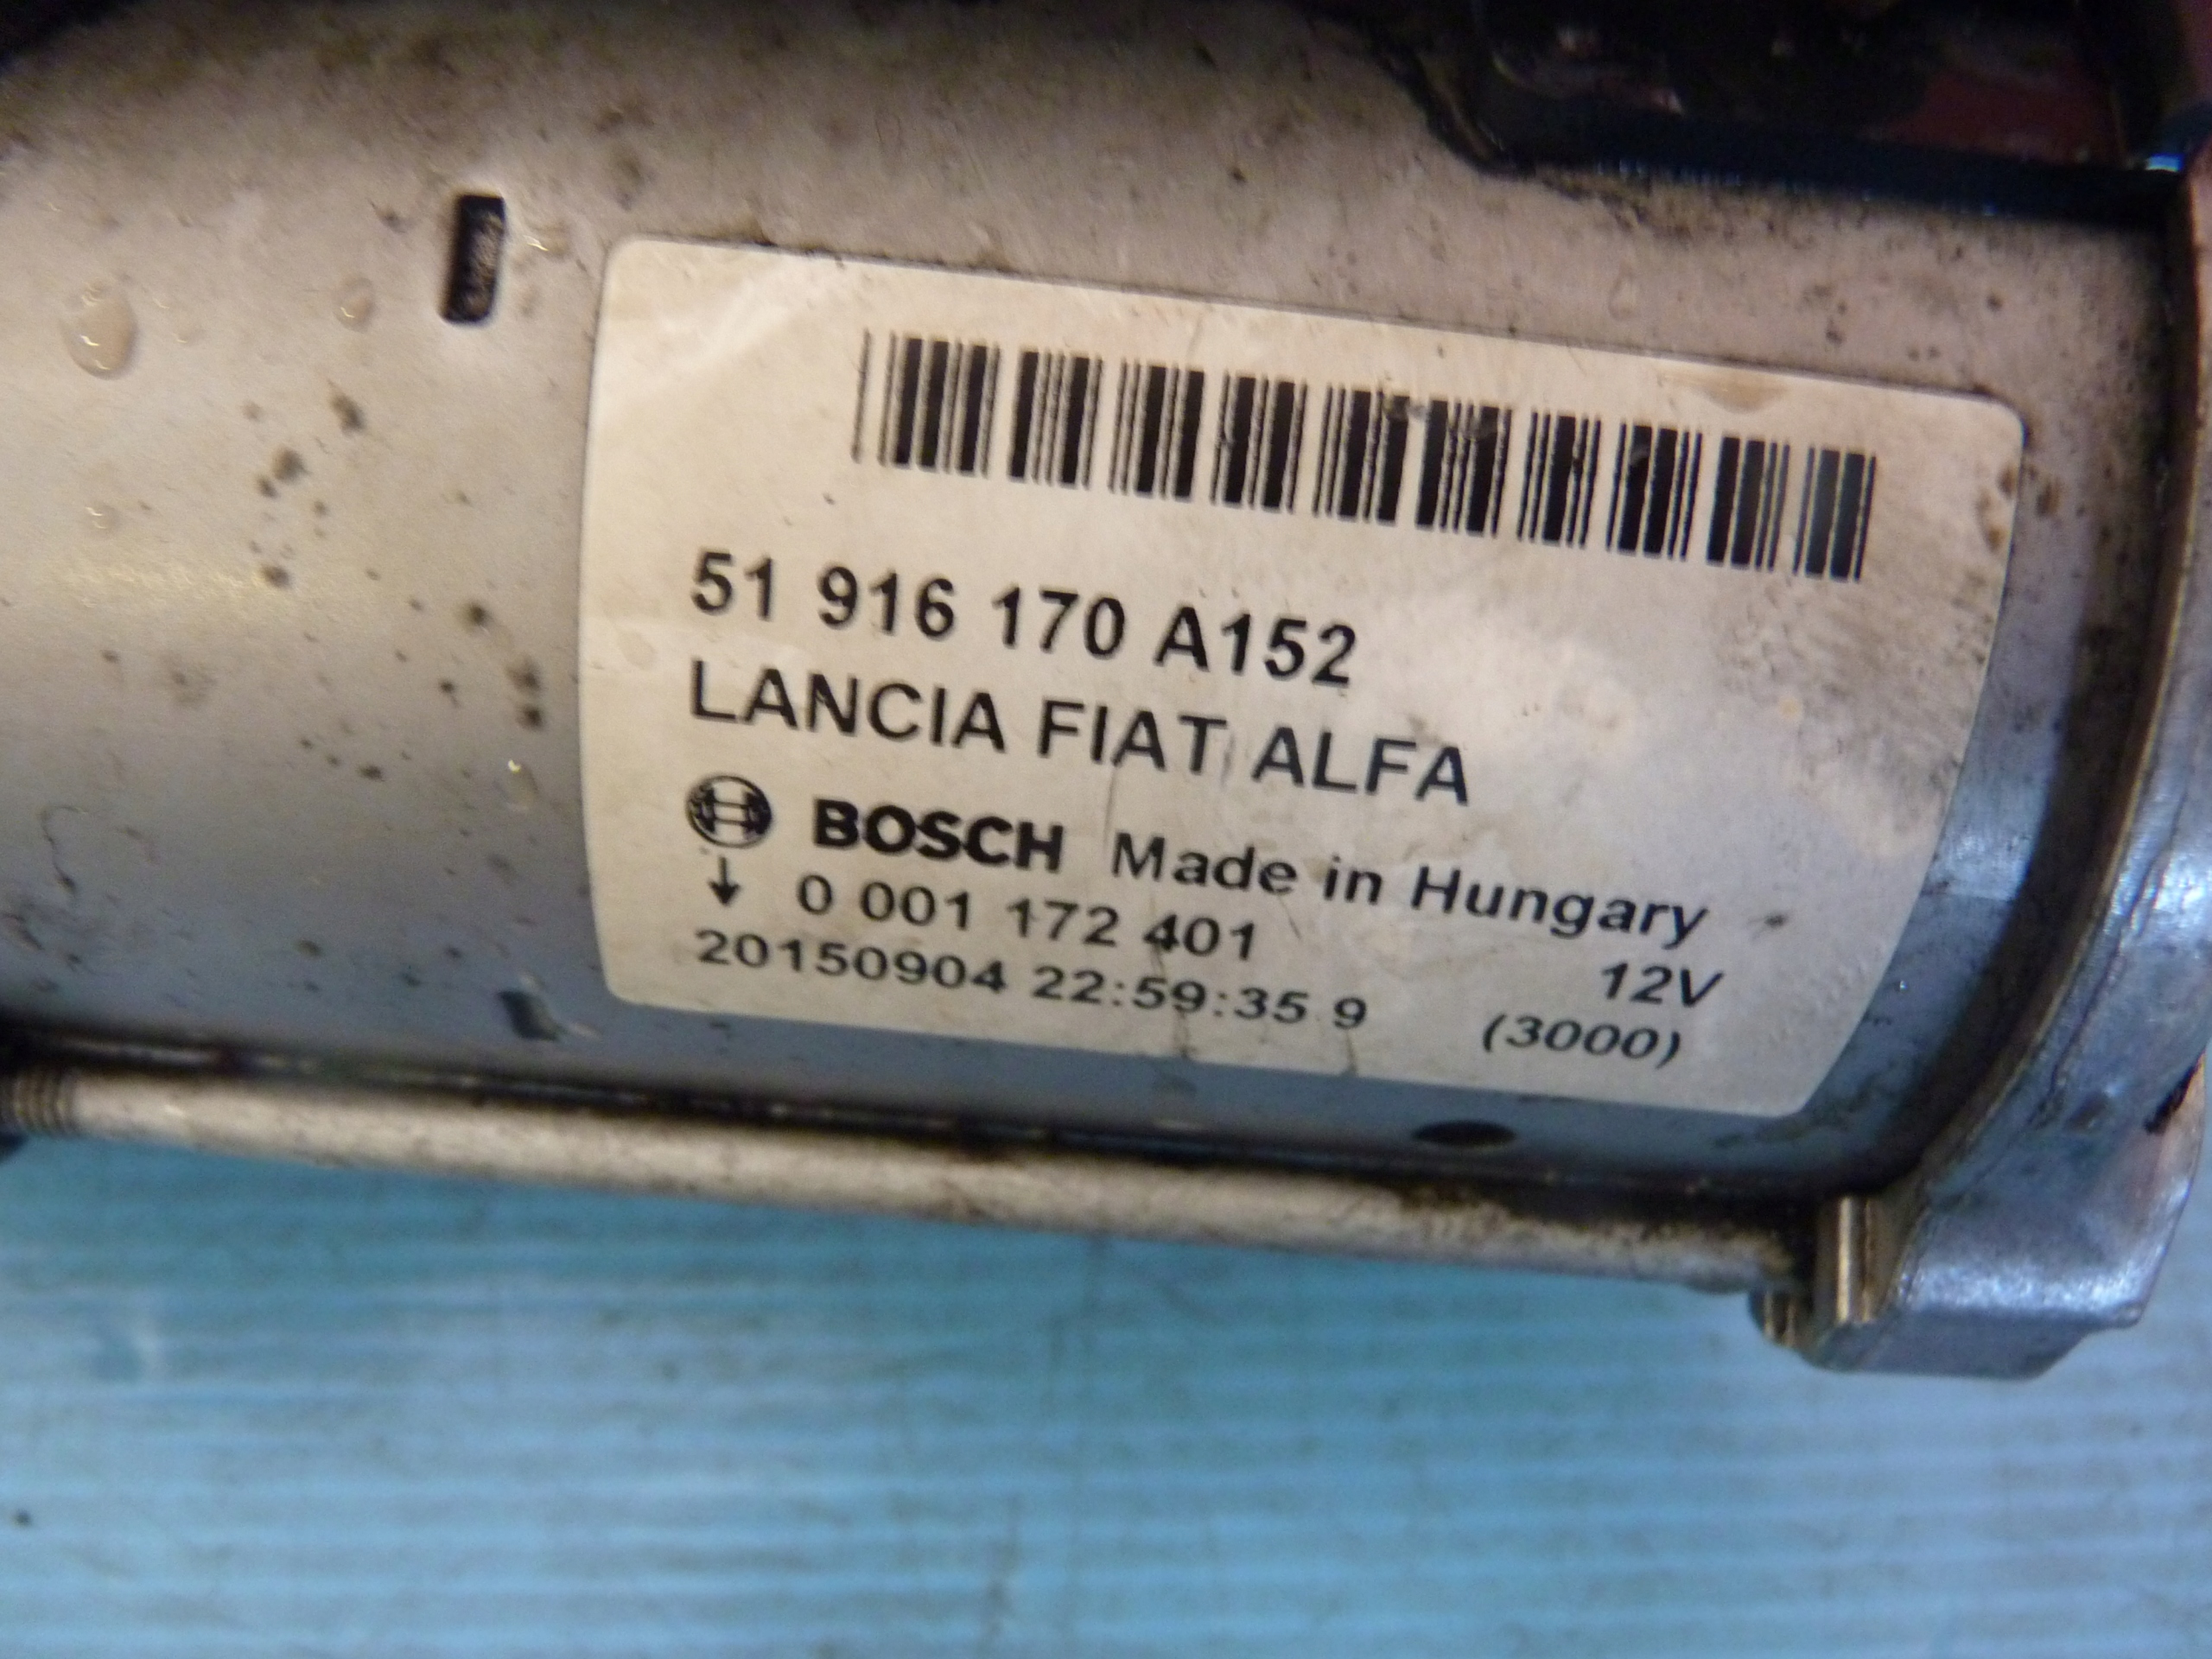 51 916 170 A152
LANCIA FIAT ALFA
BOSCH Made in Hungary
↓ 0 001 172 401 12V
20150904 22:59:35 9 (3000)